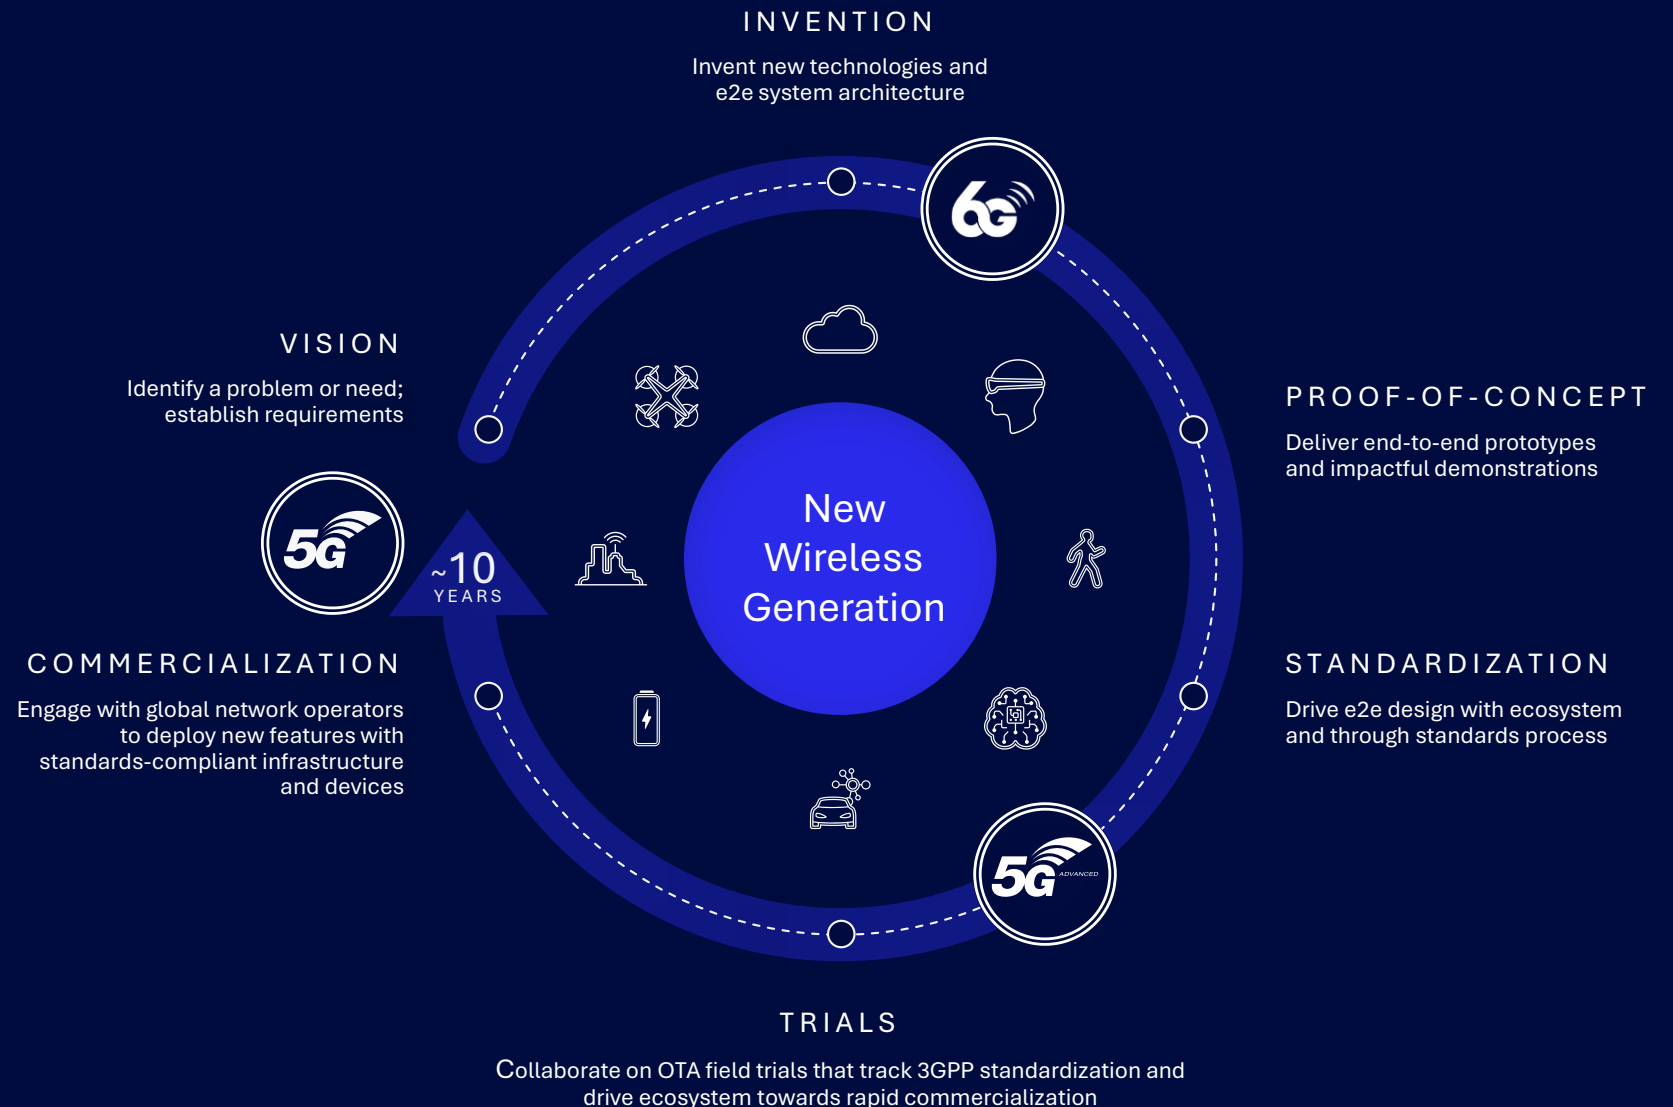 INVENTION
Invent new technologies and
e2e system architecture
6G
VISION
Identify a problem or need;
establish requirements
PROOF-OF-CONCEPT
Deliver end-to-end prototypes
and impactful demonstrations
New
Wireless
Generation
5G
~10
YEARS
COMMERCIALIZATION
Engage with global network operators
to deploy new features with
standards-compliant infrastructure
and devices
STANDARDIZATION
Drive e2e design with ecosystem
and through standards process
5G ADVANCED
TRIALS
Collaborate on OTA field trials that track 3GPP standardization and
drive ecosystem towards rapid commercialization